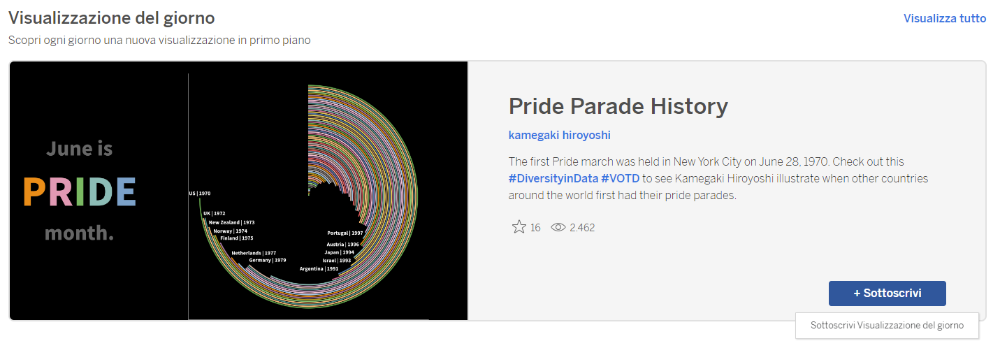 Visualizzazione del giorno
Visualizza tutto
Scopri ogni giorno una nuova visualizzazione in primo piano
June is
PRIDE
month.
US | 1970
UK | 1972
New Zealand | 1973
Norway | 1974
Finland | 1975
Netherlands | 1977
Germany | 1979
Portugal | 1997
Austria | 1996
Japan | 1994
Israel | 1993
Argentina | 1991
Pride Parade History
kamegaki hiroyoshi
The first Pride march was held in New York City on June 28, 1970. Check out this
#DiversityinData #VOTD to see Kamegaki Hiroyoshi illustrate when other countries
around the world first had their pride parades.
16 2.462
+ Sottoscrivi
Sottoscrivi Visualizzazione del giorno